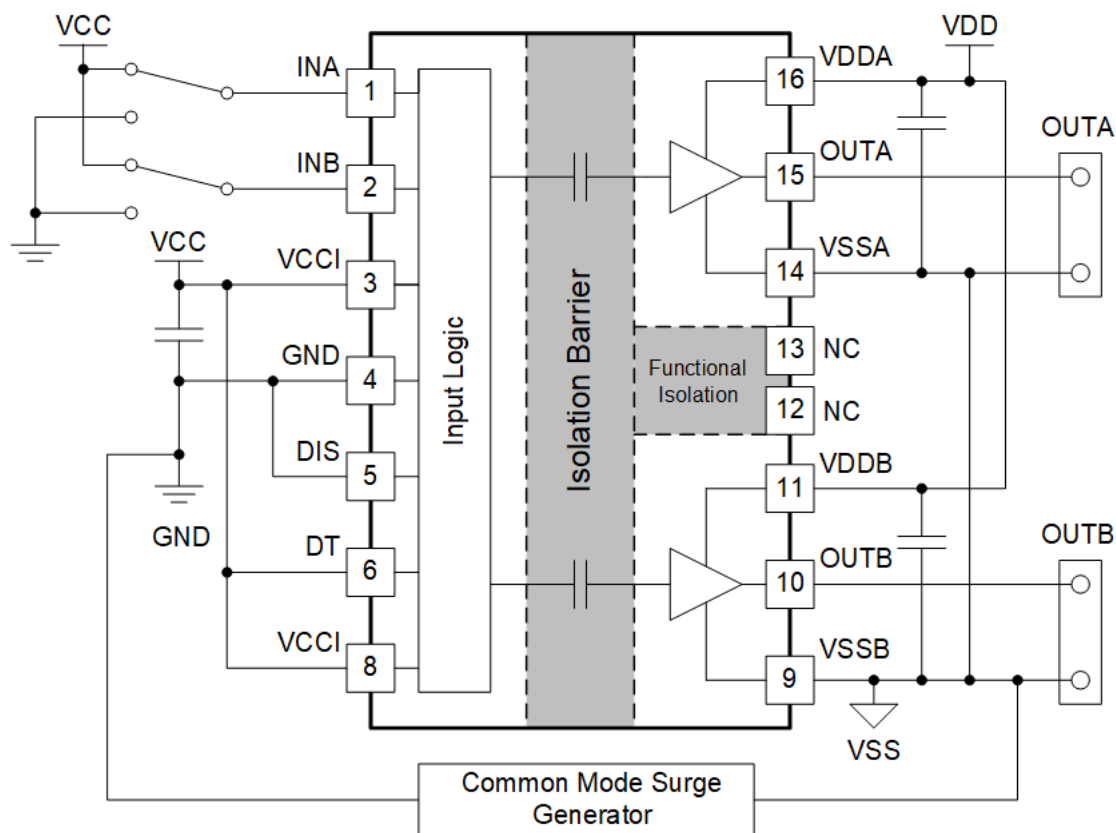 VCC
INA
1
INB
2
VCC
VCCI
3
GND
4
DIS
5
GND
DT
6
VCCI
8
Input Logic
Isolation Barrier
Functional
Isolation
VDDA
16
VDD
OUTA
15
OUTA
VSSA
14
13
NC
12
NC
VDDB
11
OUTB
10
OUTB
VSSB
9
VSS
Common Mode Surge
Generator